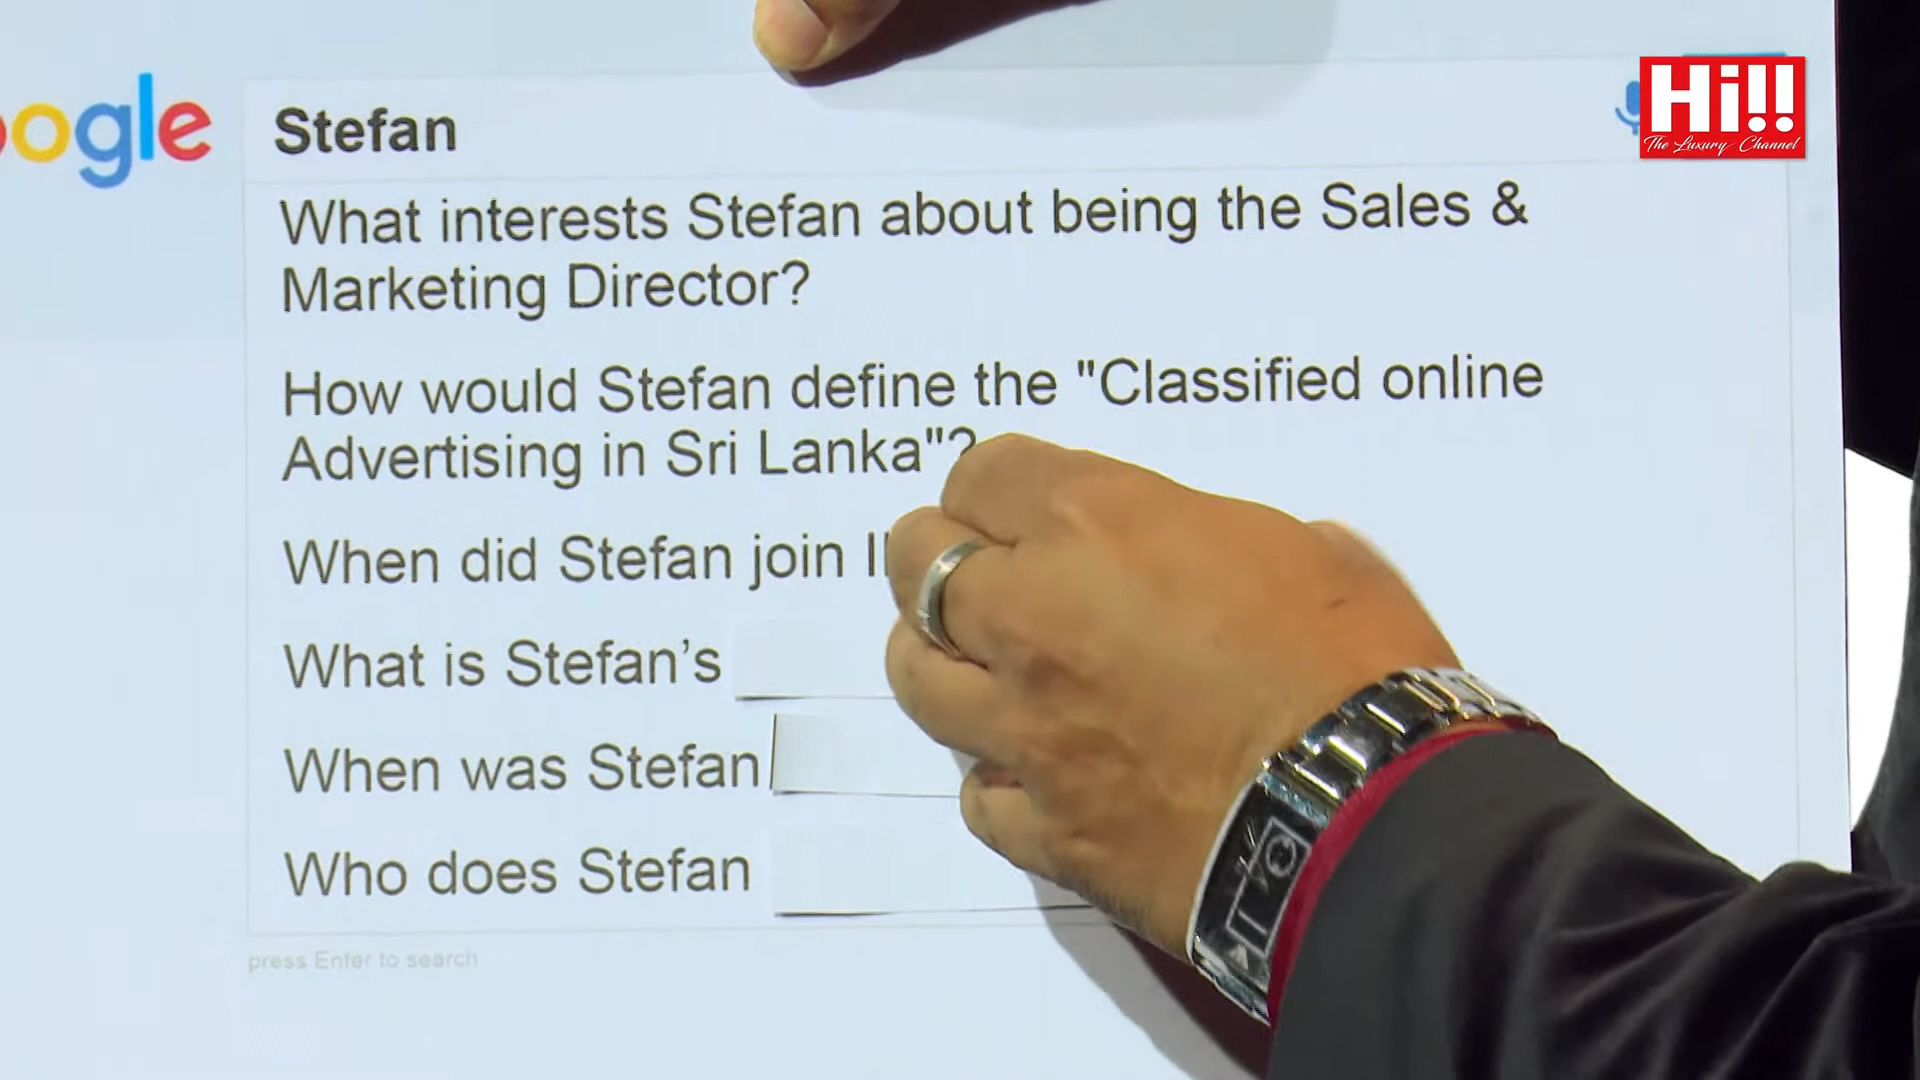 Stefan
Hi!!
The Luxury Channel
What interests Stefan about being the Sales &
Marketing Director?
How would Stefan define the "Classified online
Advertising in Sri Lanka"?
When did Stefan join
What is Stefan’s
When was Stefan
Who does Stefan
press Enter to search